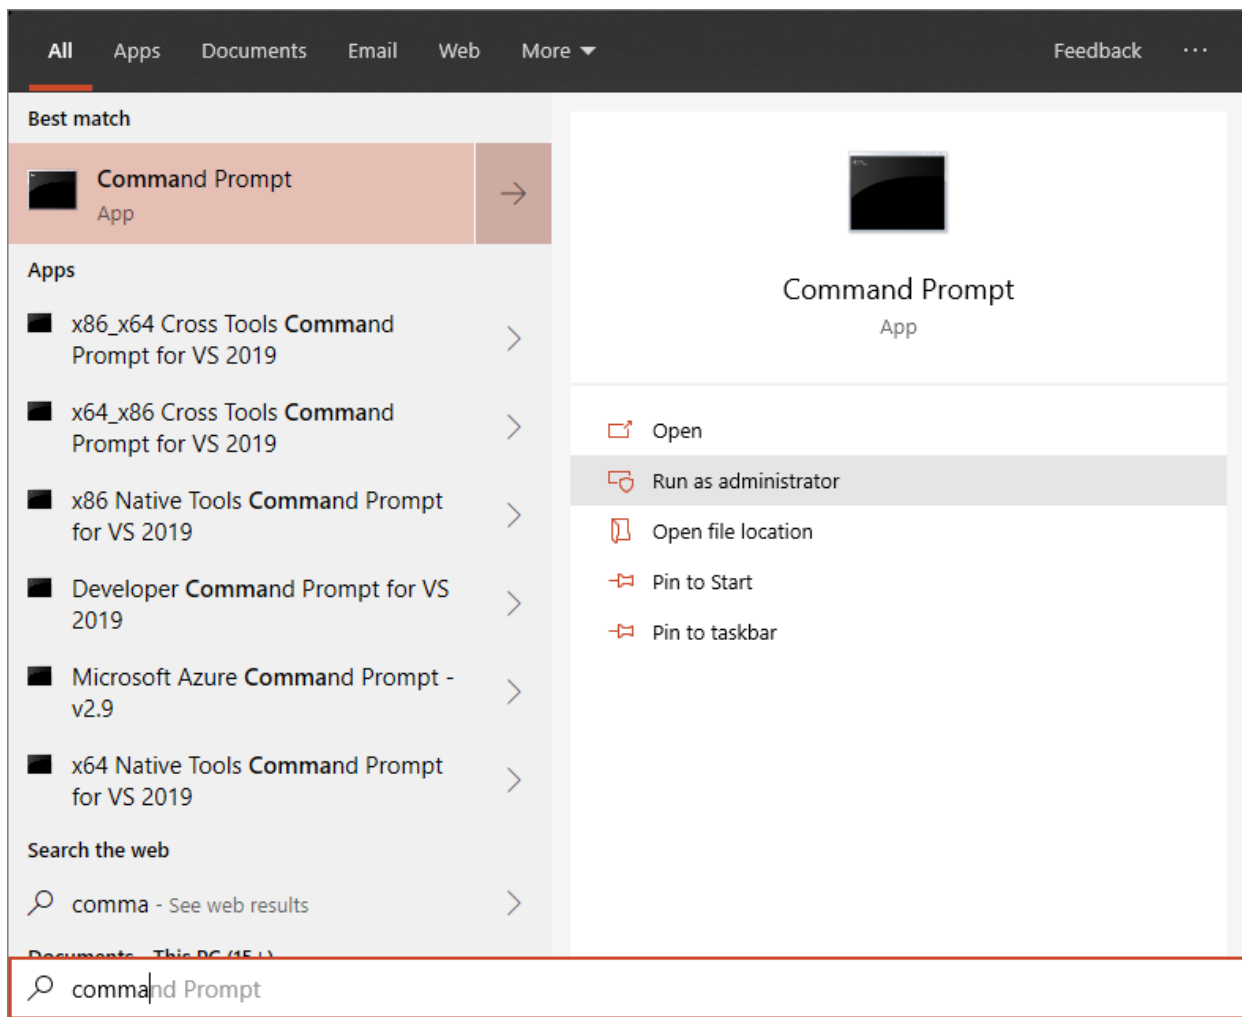 All Apps Documents Email Web More Feedback ...
Best match
Command Prompt
App
Apps
x86_x64 Cross Tools Command
Prompt for VS 2019
x64_x86 Cross Tools Command
Prompt for VS 2019
x86 Native Tools Command Prompt
for VS 2019
Developer Command Prompt for VS
2019
Microsoft Azure Command Prompt -
v2.9
x64 Native Tools Command Prompt
for VS 2019
Search the web
comma - See web results
Documents - This PC (15+)
Command Prompt
App
Open
Run as administrator
Open file location
Pin to Start
Pin to taskbar
command Prompt